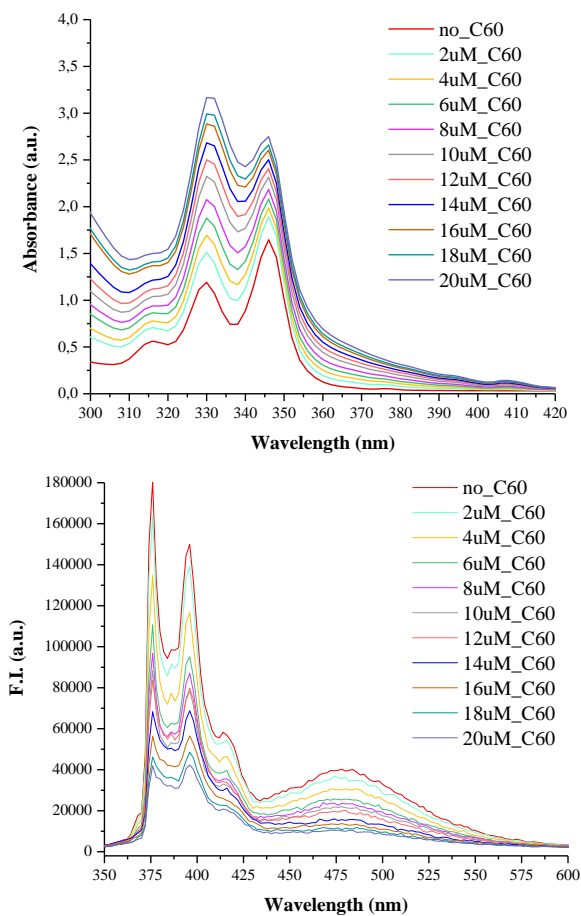 4,0
3,5
3,0
2,5
2,0
1,5
1,0
0,5
0,0
Absorbance (a.u.)
300 310 320 330 340 350 360 370 380 390 400 410 420
Wavelength (nm)
no_C60
2uM_C60
4uM_C60
6uM_C60
8uM_C60
10uM_C60
12uM_C60
14uM_C60
16uM_C60
18uM_C60
20uM_C60
180000
160000
140000
120000
100000
80000
60000
40000
20000
0
F.I. (a.u.)
350 375 400 425 450 475 500 525 550 575 600
Wavelength (nm)
no_C60
2uM_C60
4uM_C60
6uM_C60
8uM_C60
10uM_C60
12uM_C60
14uM_C60
16uM_C60
18uM_C60
20uM_C60